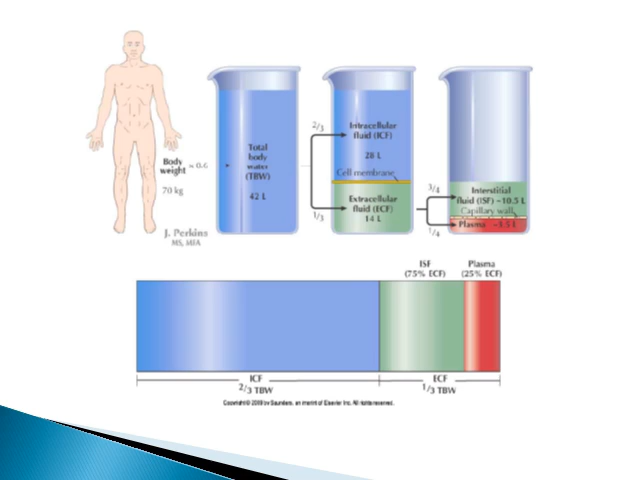 Body
weight
× 0.6
70 kg
J. Perkins
MS, MFA
Total
body
water
(TBW)
42 L
2/3
1/3
Intracellular
fluid (ICF)
28 L
Cell membrane
Extracellular
fluid (ECF)
14 L
3/4
1/4
Interstitial
fluid (ISF) ~10.5 L
Capillary wall
Plasma ~3.5 L
ISF
(75% ECF)
Plasma
(25% ECF)
ICF
2/3 TBW
ECF
1/3 TBW
Copyright © 2009 by Saunders, an imprint of Elsevier Inc. All rights reserved.